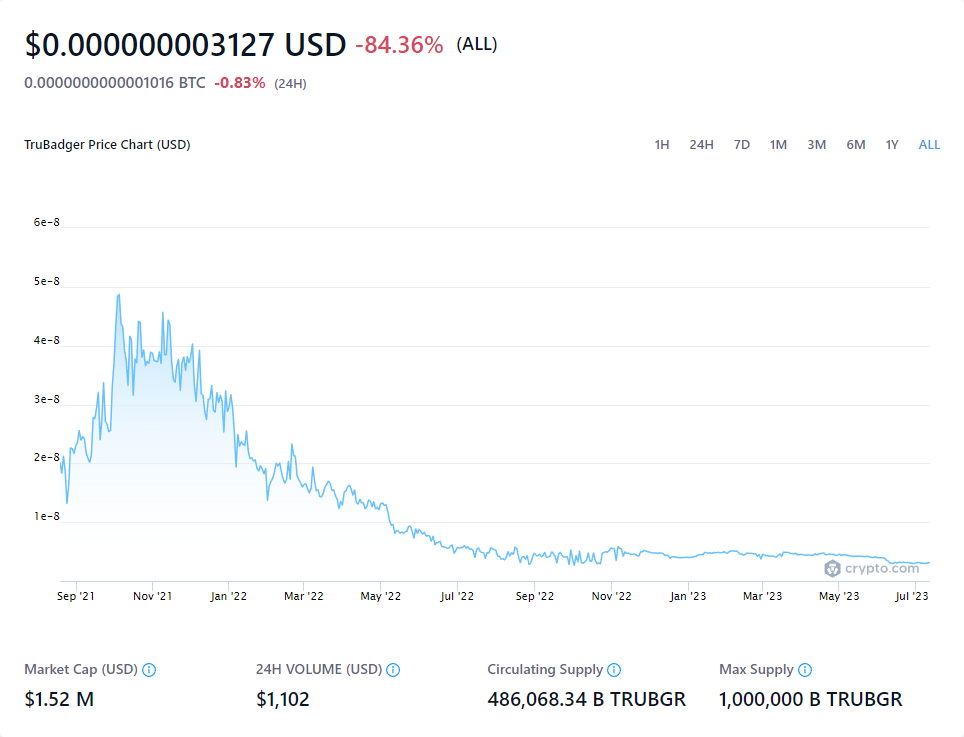 $0.000000003127 USD -84.36% (ALL)
0.0000000000001016 BTC -0.83% (24H)
TruBadger Price Chart (USD) 1H 24H 7D 1M 3M 6M 1Y ALL
6e-8
5e-8
4e-8
3e-8
2e-8
1e-8
crypto.com
Sep '21 Nov '21 Jan '22 Mar '22 May '22 Jul '22 Sep '22 Nov '22 Jan '23 Mar '23 May '23 Jul '23
Market Cap (USD) 24H VOLUME (USD) Circulating Supply Max Supply
$1.52 M $1,102 486,068.34 B TRUBGR 1,000,000 B TRUBGR